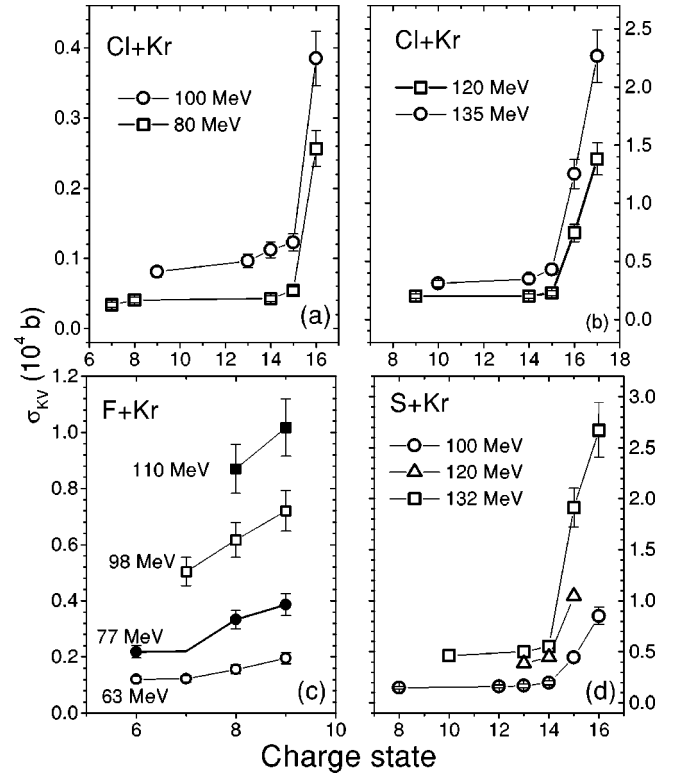 Cl+Kr
100 MeV
80 MeV
(a)
0.4
0.3
0.2
0.1
0.0
6 8 10 12 14 16
Cl+Kr
120 MeV
135 MeV
(b)
2.5
2.0
1.5
1.0
0.5
0.0
8 10 12 14 16 18
σKV (10⁴ b)
F+Kr
110 MeV
98 MeV
77 MeV
63 MeV
(c)
1.2
1.0
0.8
0.6
0.4
0.2
0.0
6 8 10
S+Kr
100 MeV
120 MeV
132 MeV
(d)
3.0
2.5
2.0
1.5
1.0
0.5
0.0
8 10 12 14 16
Charge state